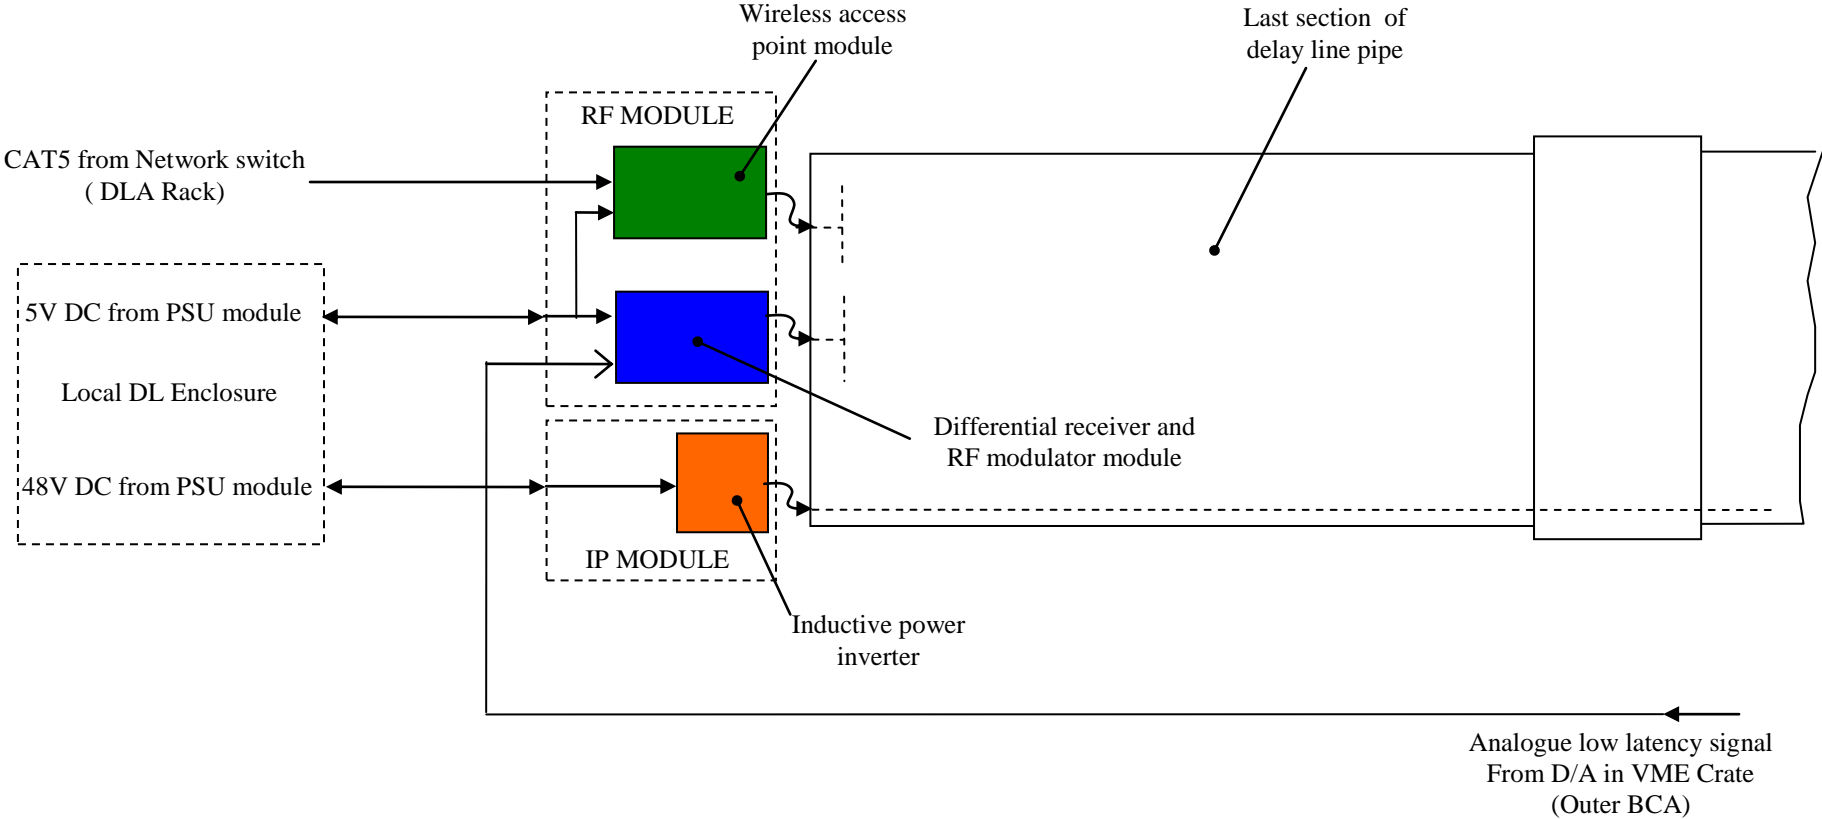 Wireless access
point module
Last section of
delay line pipe
RF MODULE
CAT5 from Network switch
( DLA Rack)
5V DC from PSU module
Local DL Enclosure
48V DC from PSU module
Differential receiver and
RF modulator module
IP MODULE
Inductive power
inverter
Analogue low latency signal
From D/A in VME Crate
(Outer BCA)